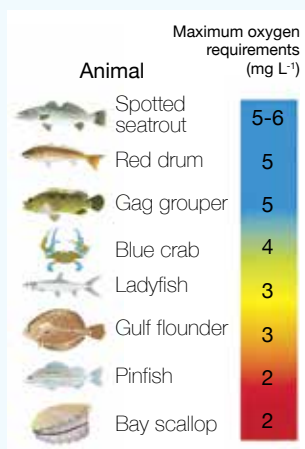 Maximum oxygen
requirements
(mg L⁻¹)
Animal
Spotted
seatrout
5-6
Red drum
5
Gag grouper
5
Blue crab
4
Ladyfish
3
Gulf flounder
3
Pinfish
2
Bay scallop
2